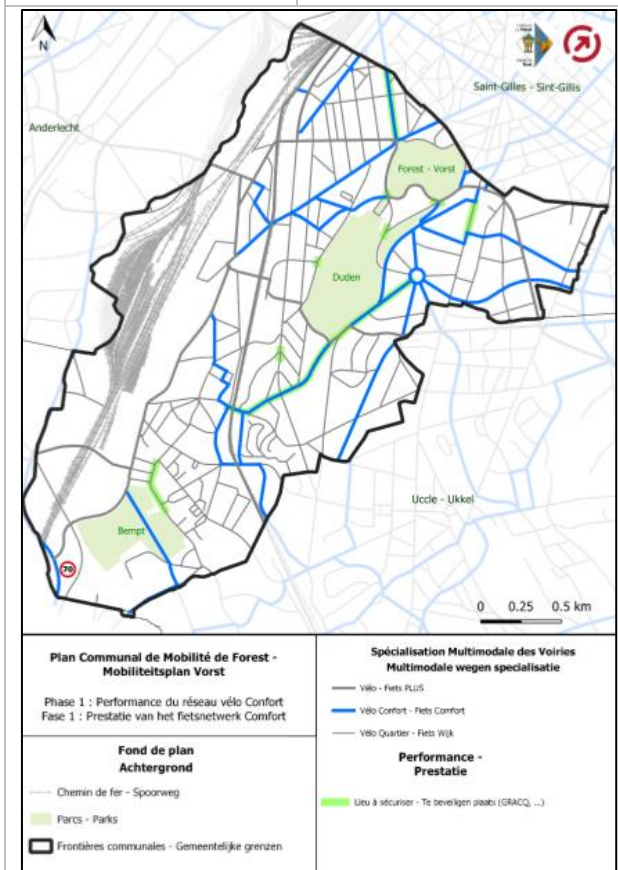 N
Saint-Gilles - Sint-Gillis
Anderlecht
Forest - Vorst
Duden
Uccle - Ukkel
Bempt
70
0 0.25 0.5 km
Plan Communal de Mobilité de Forest -
Mobiliteitsplan Vorst
Phase 1 : Performance du réseau vélo Confort
Fase 1 : Prestatie van het fietsnetwerk Comfort
Fond de plan
Achtergrond
Chemin de fer - Spoorweg
Parcs - Parks
Frontières communales - Gemeentelijke grenzen
Spécialisation Multimodale des Voiries
Multimodale wegen specialisatie
Vélo - Fiets PLUS
Vélo Confort - Fiets Comfort
Vélo Quartier - Fiets Wijk
Performance -
Prestatie
Lieu à sécuriser - Te beveiligen plaats (GRACQ, ...)